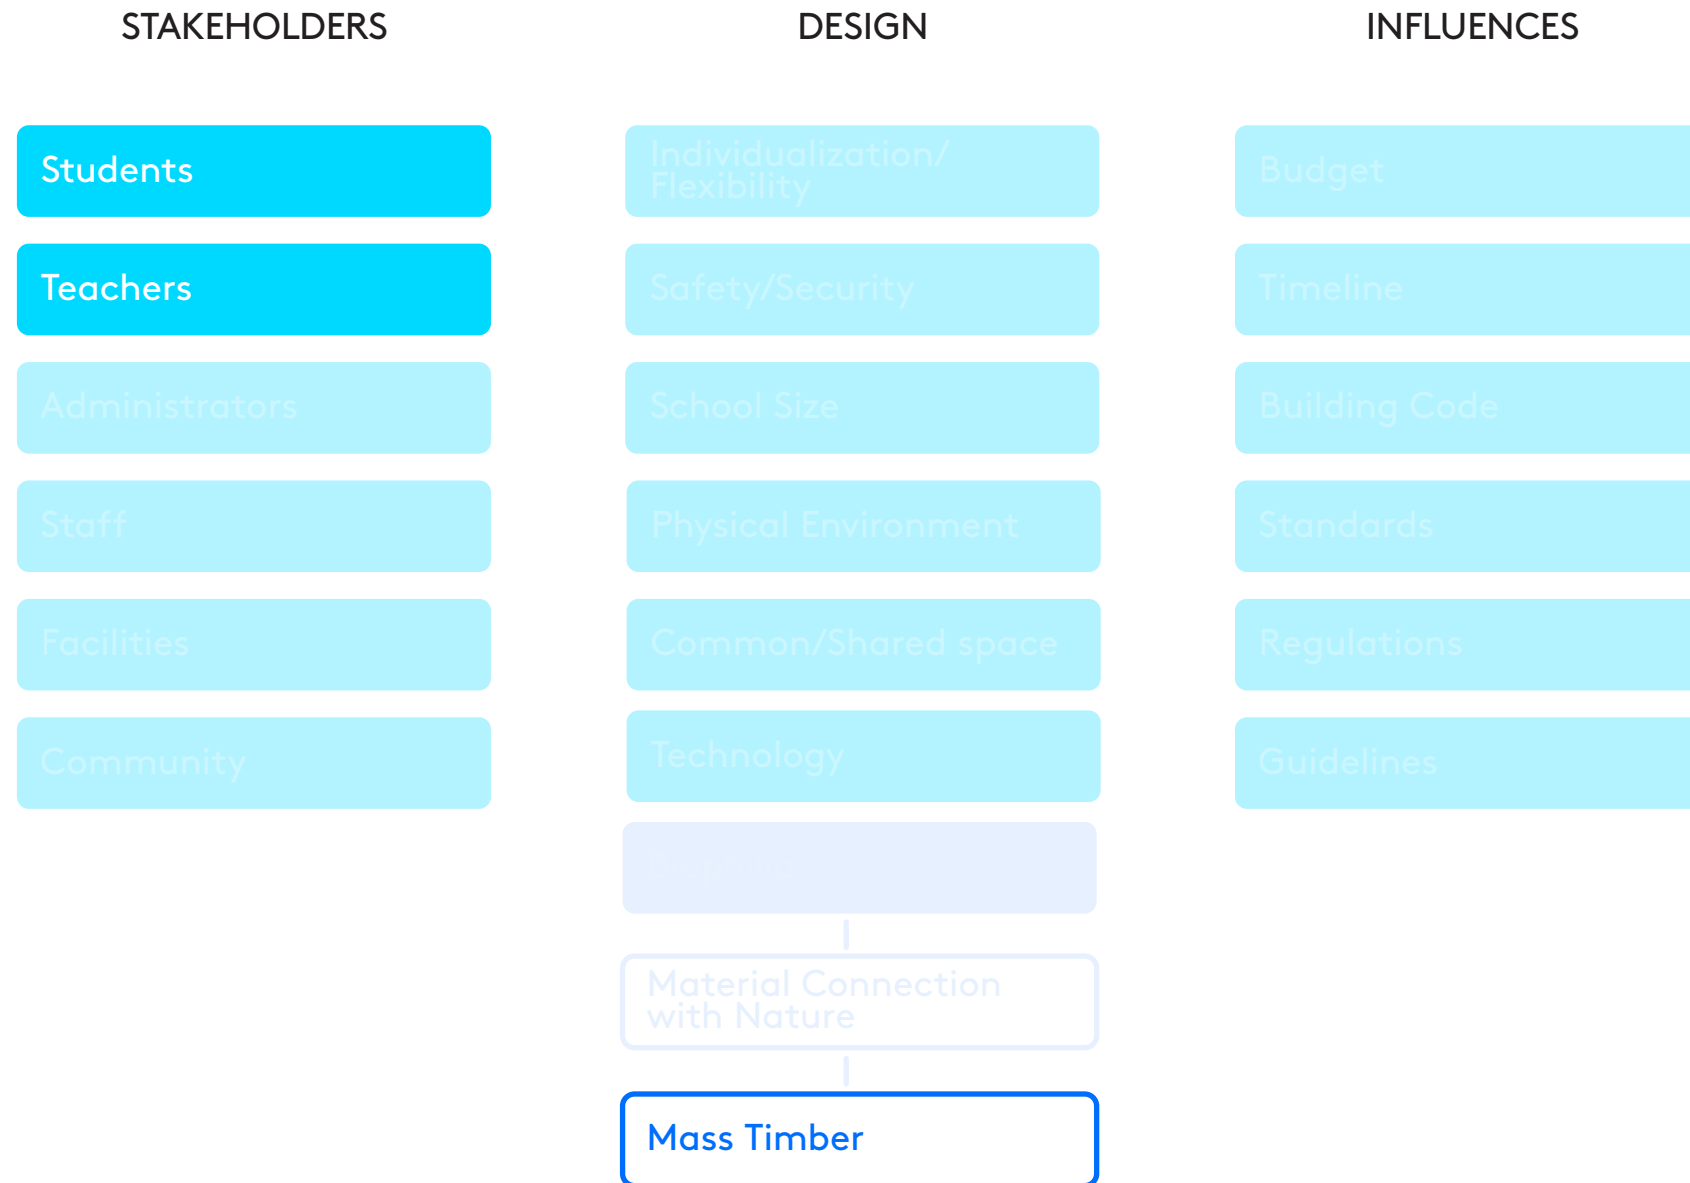 STAKEHOLDERS
DESIGN
INFLUENCES
Students
Teachers
Administrators
Staff
Facilities
Community
Individualization/
Flexibility
Safety/Security
School Size
Physical Environment
Common/Shared space
Technology
Material Connection
with Nature
Mass Timber
Budget
Timeline
Building Code
Standards
Regulations
Guidelines